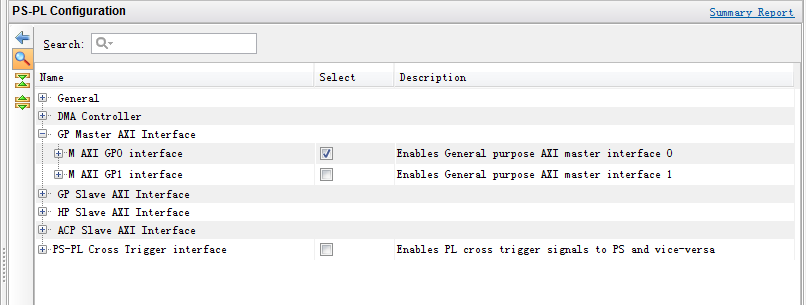 PS-PL Configuration Summary Report
Search:
Name Select Description
General
DMA Controller
GP Master AXI Interface
M AXI GP0 interface Enables General purpose AXI master interface 0
M AXI GP1 interface Enables General purpose AXI master interface 1
GP Slave AXI Interface
HP Slave AXI Interface
ACP Slave AXI Interface
PS-PL Cross Trigger interface Enables PL cross trigger signals to PS and vice-versa